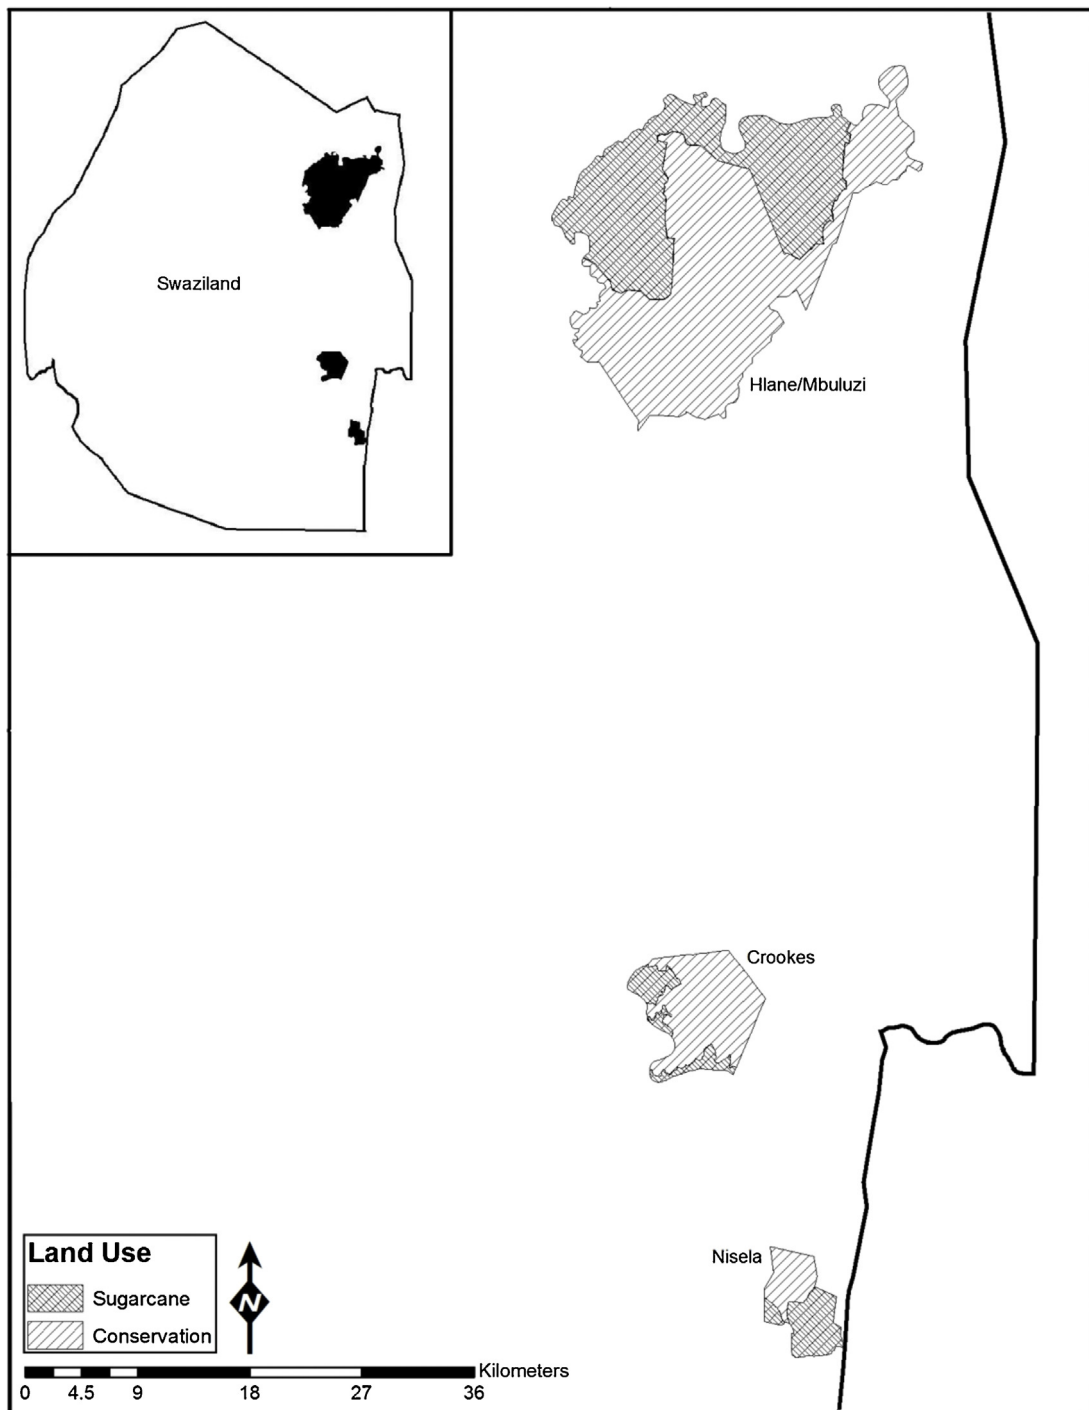 Swaziland
Hlane/Mbuluzi
Crookes
Nisela
Land Use
Sugarcane
Conservation
N
Kilometers
0 4.5 9 18 27 36